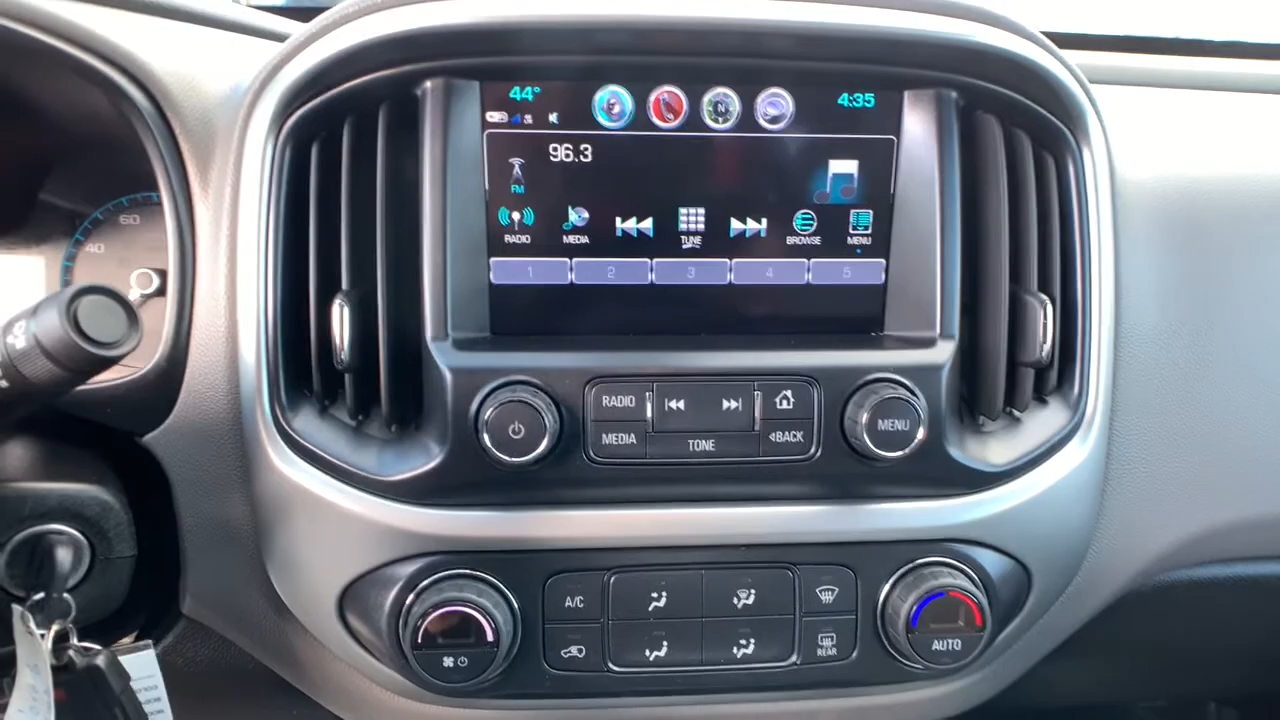 44° 4:35
N
96.3
FM
RADIO MEDIA TUNE BROWSE MENU
1 2 3 4 5
60
40
RADIO
MEDIA TONE BACK
MENU
A/C
REAR
AUTO